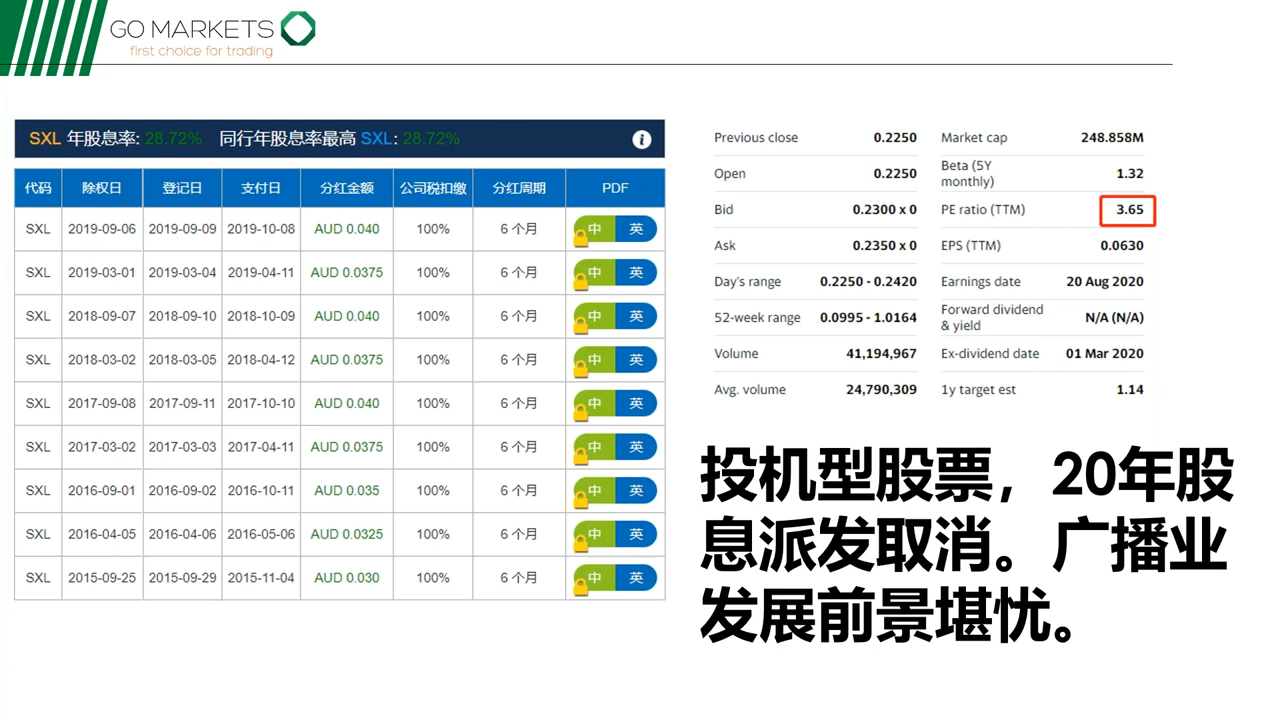 GO MARKETS
first choice for trading
SXL 年股息率: 28.72% 同行年股息率最高 SXL: 28.72% i
代码 除权日 登记日 支付日 分红金额 公司税扣缴 分红周期 PDF
SXL 2019-09-06 2019-09-09 2019-10-08 AUD 0.040 100% 6 个月 中 英
SXL 2019-03-01 2019-03-04 2019-04-11 AUD 0.0375 100% 6 个月 中 英
SXL 2018-09-07 2018-09-10 2018-10-09 AUD 0.040 100% 6 个月 中 英
SXL 2018-03-02 2018-03-05 2018-04-12 AUD 0.0375 100% 6 个月 中 英
SXL 2017-09-08 2017-09-11 2017-10-10 AUD 0.040 100% 6 个月 中 英
SXL 2017-03-02 2017-03-03 2017-04-11 AUD 0.0375 100% 6 个月 中 英
SXL 2016-09-01 2016-09-02 2016-10-11 AUD 0.035 100% 6 个月 中 英
SXL 2016-04-05 2016-04-06 2016-05-06 AUD 0.0325 100% 6 个月 中 英
SXL 2015-09-25 2015-09-29 2015-11-04 AUD 0.030 100% 6 个月 中 英
Previous close 0.2250
Open 0.2250
Bid 0.2300 x 0
Ask 0.2350 x 0
Day's range 0.2250 - 0.2420
52-week range 0.0995 - 1.0164
Volume 41,194,967
Avg. volume 24,790,309
Market cap 248.858M
Beta (5Y
monthly) 1.32
PE ratio (TTM) 3.65
EPS (TTM) 0.0630
Earnings date 20 Aug 2020
Forward dividend
& yield N/A (N/A)
Ex-dividend date 01 Mar 2020
1y target est 1.14
投机型股票，20年股
息派发取消。广播业
发展前景堪忧。